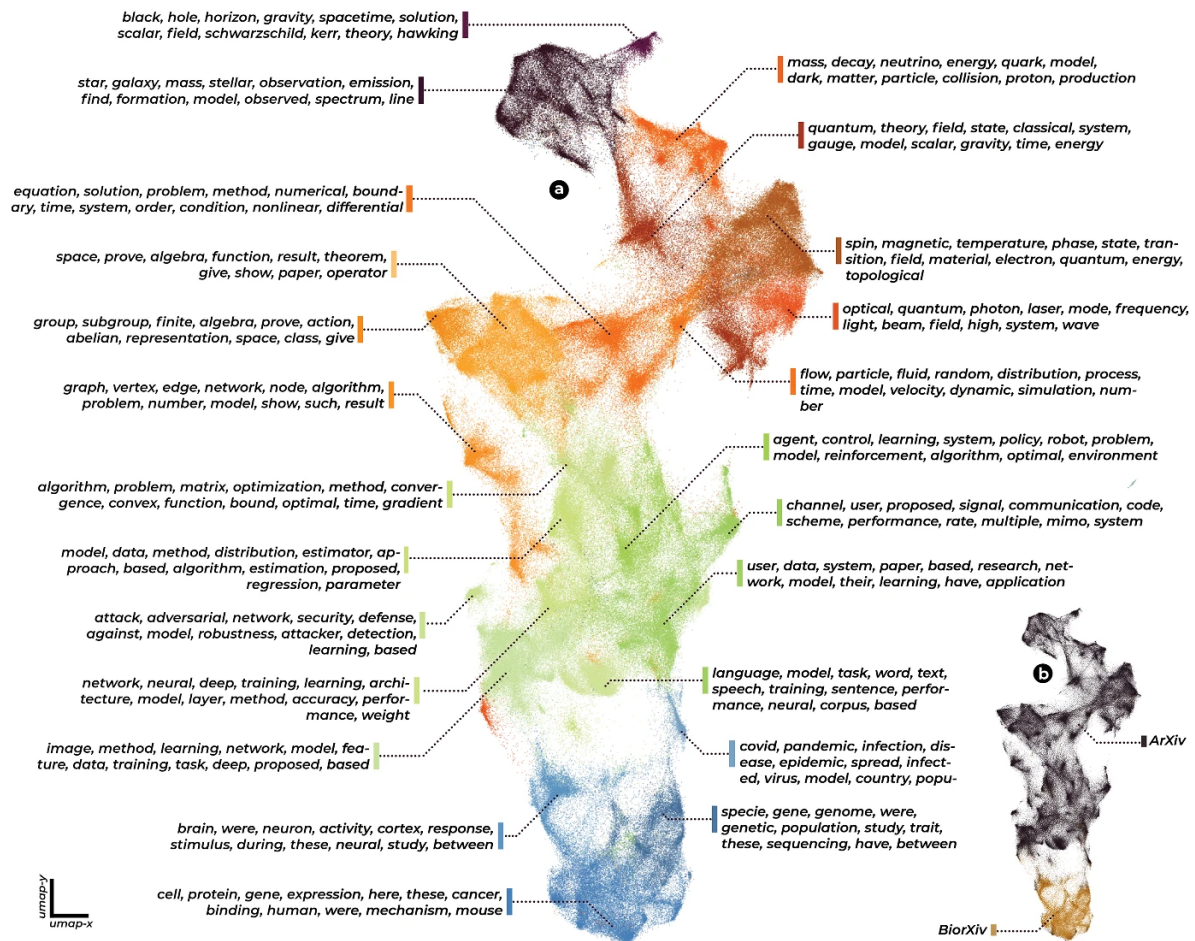 black, hole, horizon, gravity, spacetime, solution,
scalar, field, schwarzschild, kerr, theory, hawking
star, galaxy, mass, stellar, observation, emission,
find, formation, model, observed, spectrum, line
equation, solution, problem, method, numerical, bound-
ary, time, system, order, condition, nonlinear, differential
space, prove, algebra, function, result, theorem,
give, show, paper, operator
group, subgroup, finite, algebra, prove, action,
abelian, representation, space, class, give
graph, vertex, edge, network, node, algorithm,
problem, number, model, show, such, result
algorithm, problem, matrix, optimization, method, conver-
gence, convex, function, bound, optimal, time, gradient
model, data, method, distribution, estimator, ap-
proach, based, algorithm, estimation, proposed,
regression, parameter
attack, adversarial, network, security, defense,
against, model, robustness, attacker, detection,
learning, based
network, neural, deep, training, learning, archi-
tecture, model, layer, method, accuracy, perfor-
mance, weight
image, method, learning, network, model, fea-
ture, data, training, task, deep, proposed, based
brain, were, neuron, activity, cortex, response,
stimulus, during, these, neural, study, between
cell, protein, gene, expression, here, these, cancer,
binding, human, were, mechanism, mouse
umap-y
umap-x
a
mass, decay, neutrino, energy, quark, model,
dark, matter, particle, collision, proton, production
quantum, theory, field, state, classical, system,
gauge, model, scalar, gravity, time, energy
spin, magnetic, temperature, phase, state, tran-
sition, field, material, electron, quantum, energy,
topological
optical, quantum, photon, laser, mode, frequency,
light, beam, field, high, system, wave
flow, particle, fluid, random, distribution, process,
time, model, velocity, dynamic, simulation, num-
ber
agent, control, learning, system, policy, robot, problem,
model, reinforcement, algorithm, optimal, environment
channel, user, proposed, signal, communication, code,
scheme, performance, rate, multiple, mimo, system
user, data, system, paper, based, research, net-
work, model, their, learning, have, application
language, model, task, word, text,
speech, training, sentence, perfor-
mance, neural, corpus, based
covid, pandemic, infection, dis-
ease, epidemic, spread, infect-
ed, virus, model, country, popu-
specie, gene, genome, were,
genetic, population, study, trait,
these, sequencing, have, between
b
ArXiv
BiorXiv